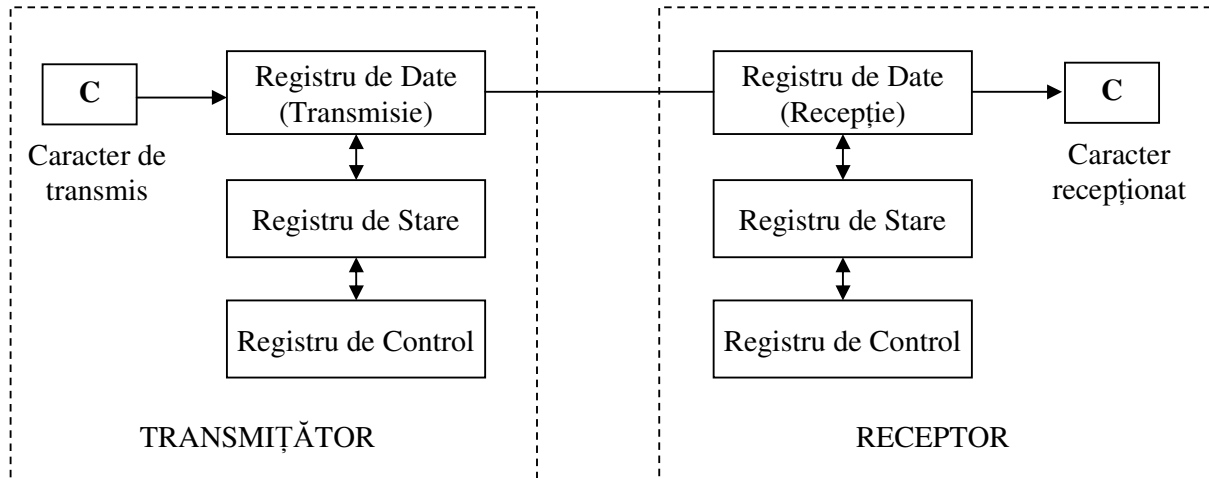 C
Caracter de
transmis
Registru de Date
(Transmisie)
Registru de Stare
Registru de Control
TRANSMIȚĂTOR
Registru de Date
(Recepție)
Registru de Stare
Registru de Control
C
Caracter
recepționat
RECEPTOR